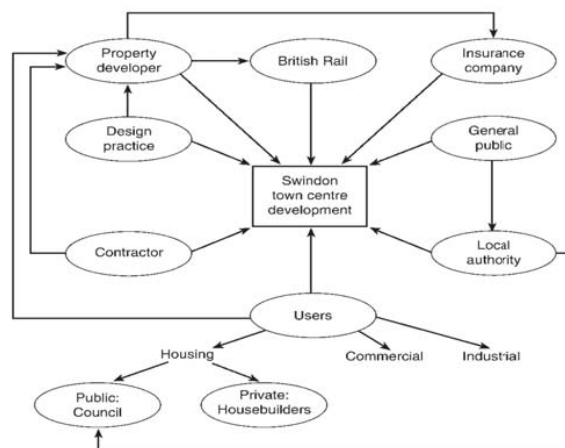 Property
developer
British Rail
Insurance
company
Design
practice
General
public
Swindon
town centre
development
Contractor
Local
authority
Users
Housing
Commercial
Industrial
Public:
Council
Private:
Housebuilders